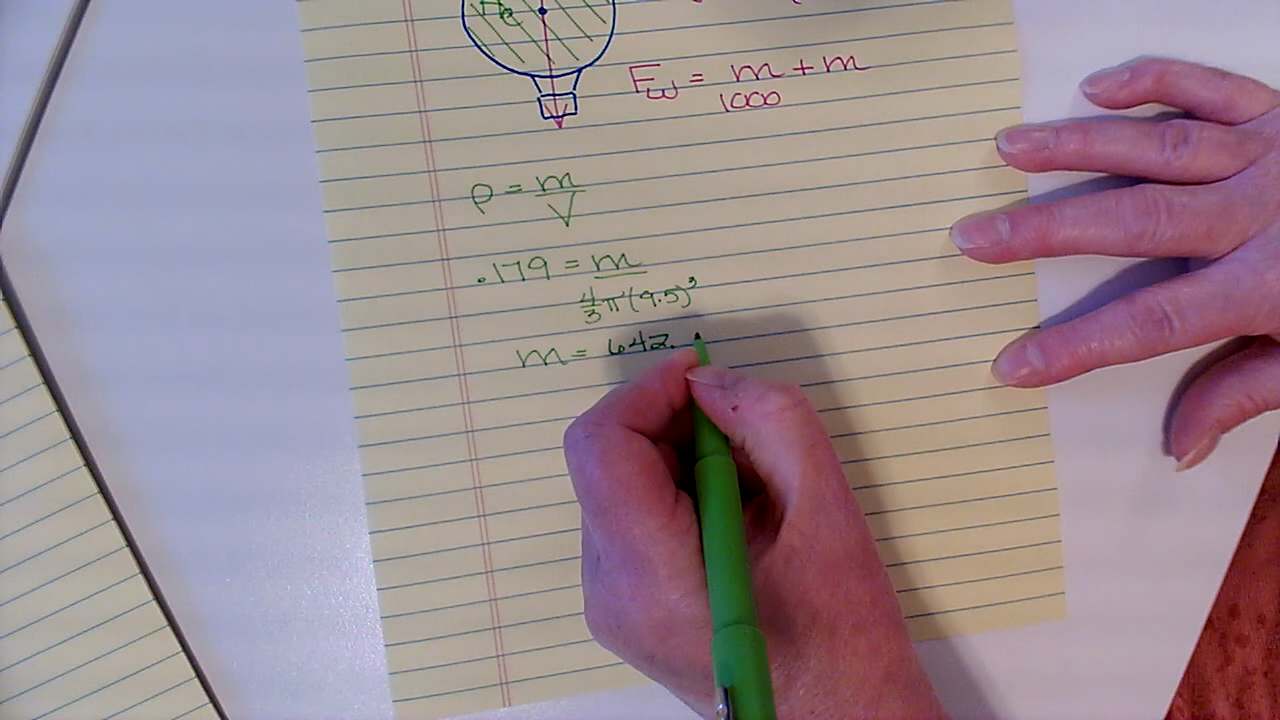 He
F_w = m + m
1000
ρ = m/V
.179 = m / 4/3 π(9.5)³
m = 642.